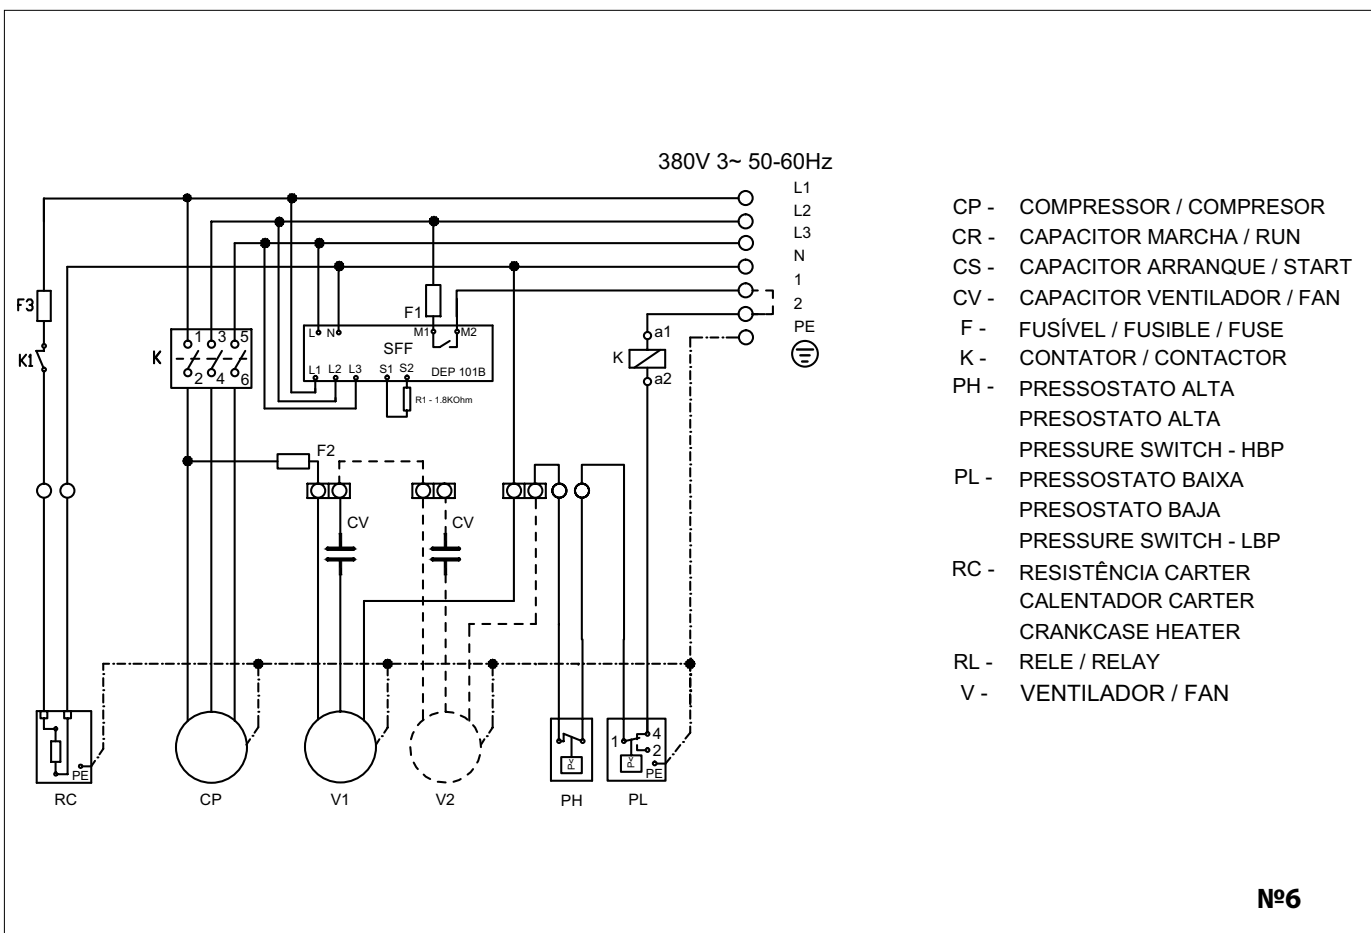 380V 3~ 50-60Hz
L1
L2
L3
N
1
2
PE
F3
K1
K
1 3 5
2 4 6
L N
F1
M1 M2
SFF
DEP 101B
L1 L2 L3 S1 S2
R1 - 1.8KOhm
a1
K
a2
F2
CV
CV
PE
P<
1
4
2
P<
PE
RC
CP
V1
V2
PH
PL
CP - COMPRESSOR / COMPRESOR
CR - CAPACITOR MARCHA / RUN
CS - CAPACITOR ARRANQUE / START
CV - CAPACITOR VENTILADOR / FAN
F - FUSÍVEL / FUSIBLE / FUSE
K - CONTATOR / CONTACTOR
PH - PRESSOSTATO ALTA
PRESOSTATO ALTA
PRESSURE SWITCH - HBP
PL - PRESSOSTATO BAIXA
PRESOSTATO BAJA
PRESSURE SWITCH - LBP
RC - RESISTÊNCIA CARTER
CALENTADOR CARTER
CRANKCASE HEATER
RL - RELE / RELAY
V - VENTILADOR / FAN
№6